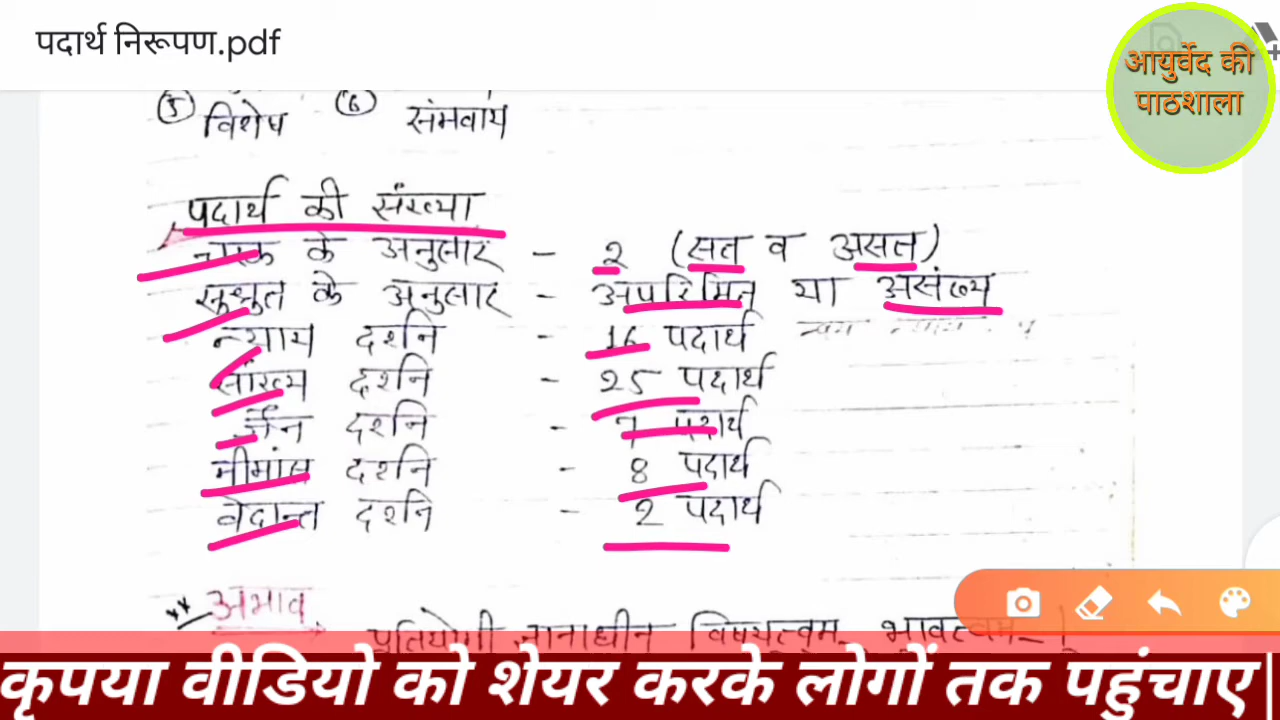 पदार्थ निरूपण.pdf
आयुर्वेद की
पाठशाला
⑤ विशेष ⑥ समवाय
पदार्थ की संख्या
चरक के अनुसार - 2 (सत व असत)
सुश्रुत के अनुसार - अपरिमित या असंख्य
न्याय दर्शन - 16 पदार्थ
सांख्य दर्शन - 25 पदार्थ
जैन दर्शन - 7 पदार्थ
मीमांसा दर्शन - 8 पदार्थ
वेदान्त दर्शन - 2 पदार्थ
** अभाव
प्रतियोगी ज्ञानाधीन विषयत्वम भावत्वम - |
कृपया वीडियो को शेयर करके लोगों तक पहुंचाए |